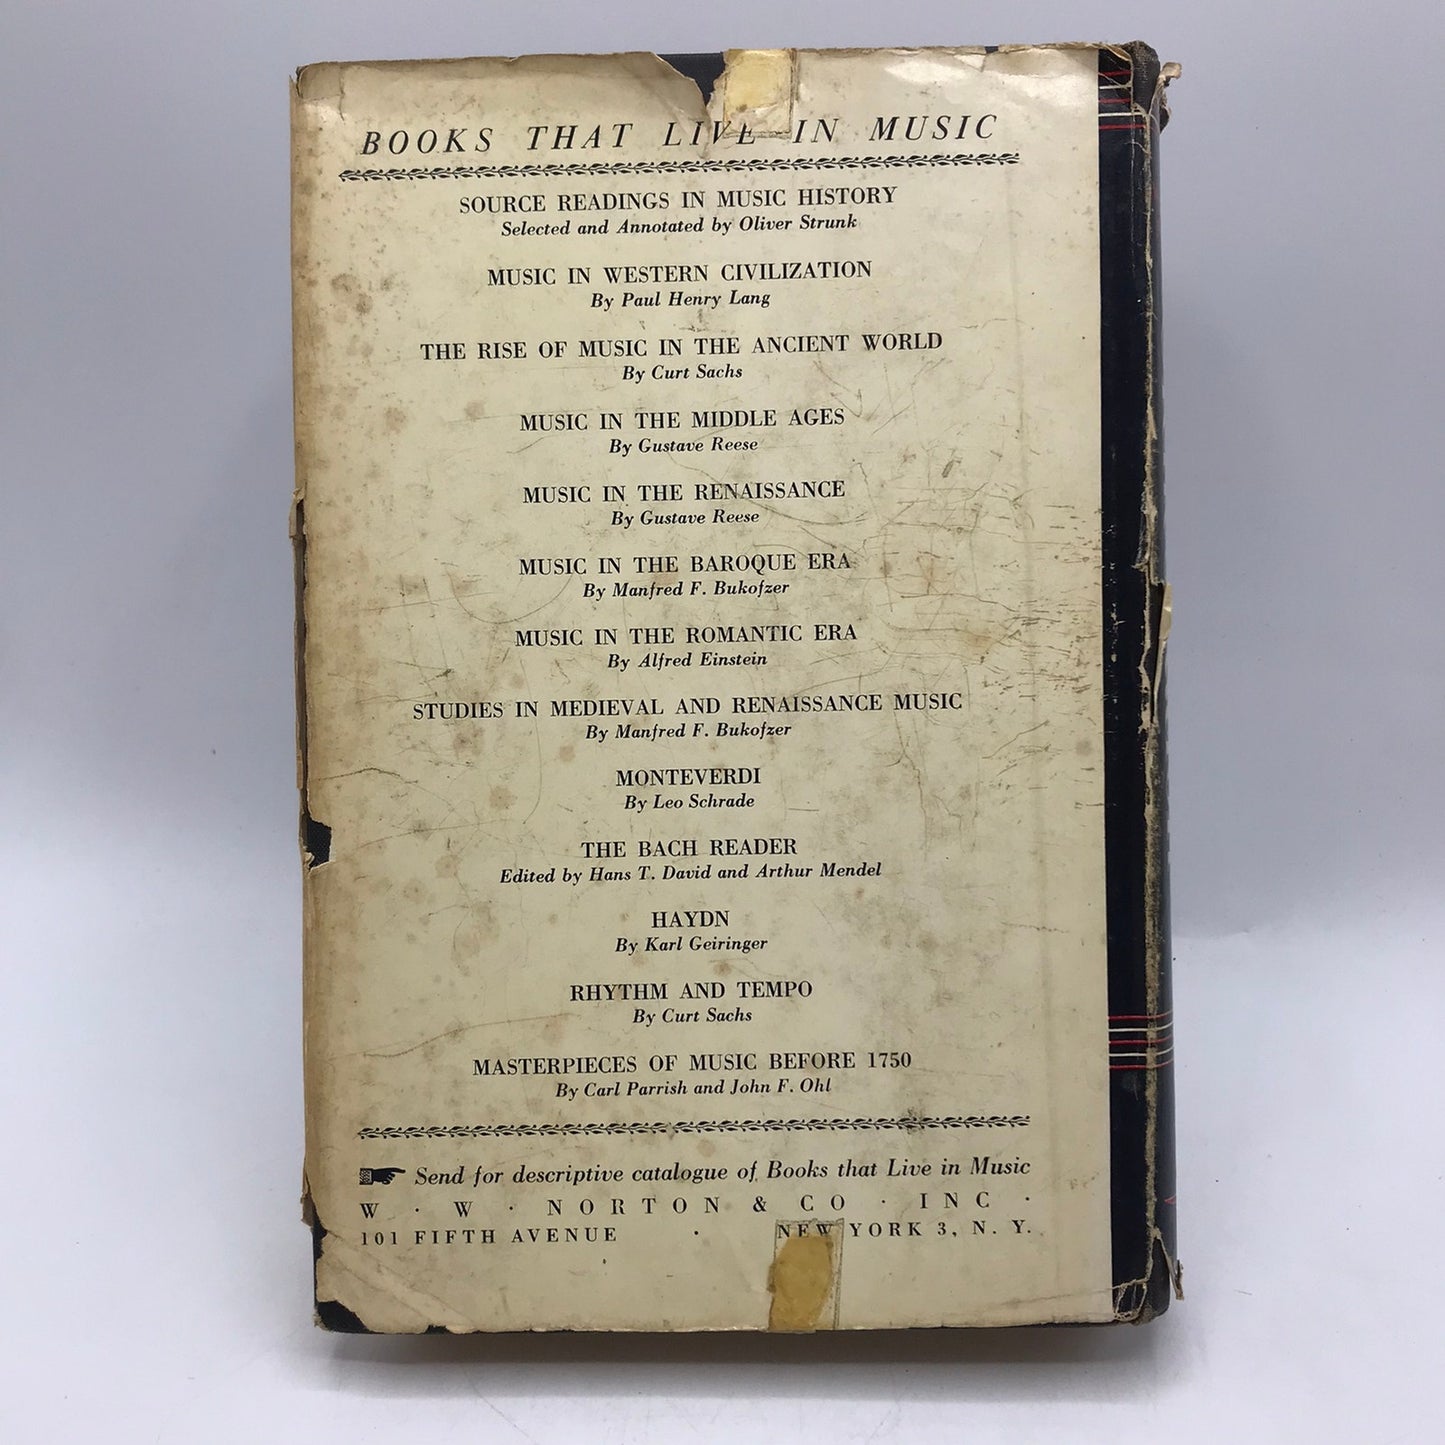 BOOKS THAT LIVE IN MUSIC
SOURCE READINGS IN MUSIC HISTORY
Selected and Annotated by Oliver Strunk
MUSIC IN WESTERN CIVILIZATION
By Paul Henry Lang
THE RISE OF MUSIC IN THE ANCIENT WORLD
By Curt Sachs
MUSIC IN THE MIDDLE AGES
By Gustave Reese
MUSIC IN THE RENAISSANCE
By Gustave Reese
MUSIC IN THE BAROQUE ERA
By Manfred F. Bukofzer
MUSIC IN THE ROMANTIC ERA
By Alfred Einstein
STUDIES IN MEDIEVAL AND RENAISSANCE MUSIC
By Manfred F. Bukofzer
MONTEVERDI
By Leo Schrade
THE BACH READER
Edited by Hans T. David and Arthur Mendel
HAYDN
By Karl Geiringer
RHYTHM AND TEMPO
By Curt Sachs
MASTERPIECES OF MUSIC BEFORE 1750
By Carl Parrish and John F. Ohl
Send for descriptive catalogue of Books that Live in Music
W · W · NORTON & CO · INC ·
101 FIFTH AVENUE · NEW YORK 3, N. Y.